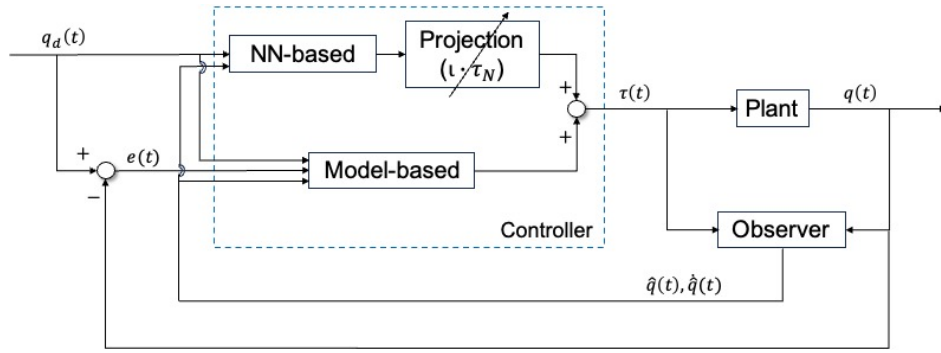 q_d(t)
NN-based
Projection
(ι · τ_N)
+
τ(t)
Plant
q(t)
+
+
e(t)
−
Model-based
Controller
Observer
q̂(t), q̇̂(t)